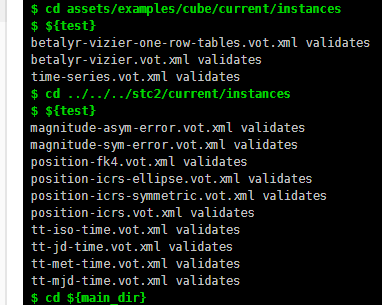 $ cd assets/examples/cube/current/instances
$ ${test}
betalyr-vizier-one-row-tables.vot.xml validates
betalyr-vizier.vot.xml validates
time-series.vot.xml validates
$ cd ../../../stc2/current/instances
$ ${test}
magnitude-asym-error.vot.xml validates
magnitude-sym-error.vot.xml validates
position-fk4.vot.xml validates
position-icrs-ellipse.vot.xml validates
position-icrs-symmetric.vot.xml validates
position-icrs.vot.xml validates
tt-iso-time.vot.xml validates
tt-jd-time.vot.xml validates
tt-met-time.vot.xml validates
tt-mjd-time.vot.xml validates
$ cd ${main_dir}